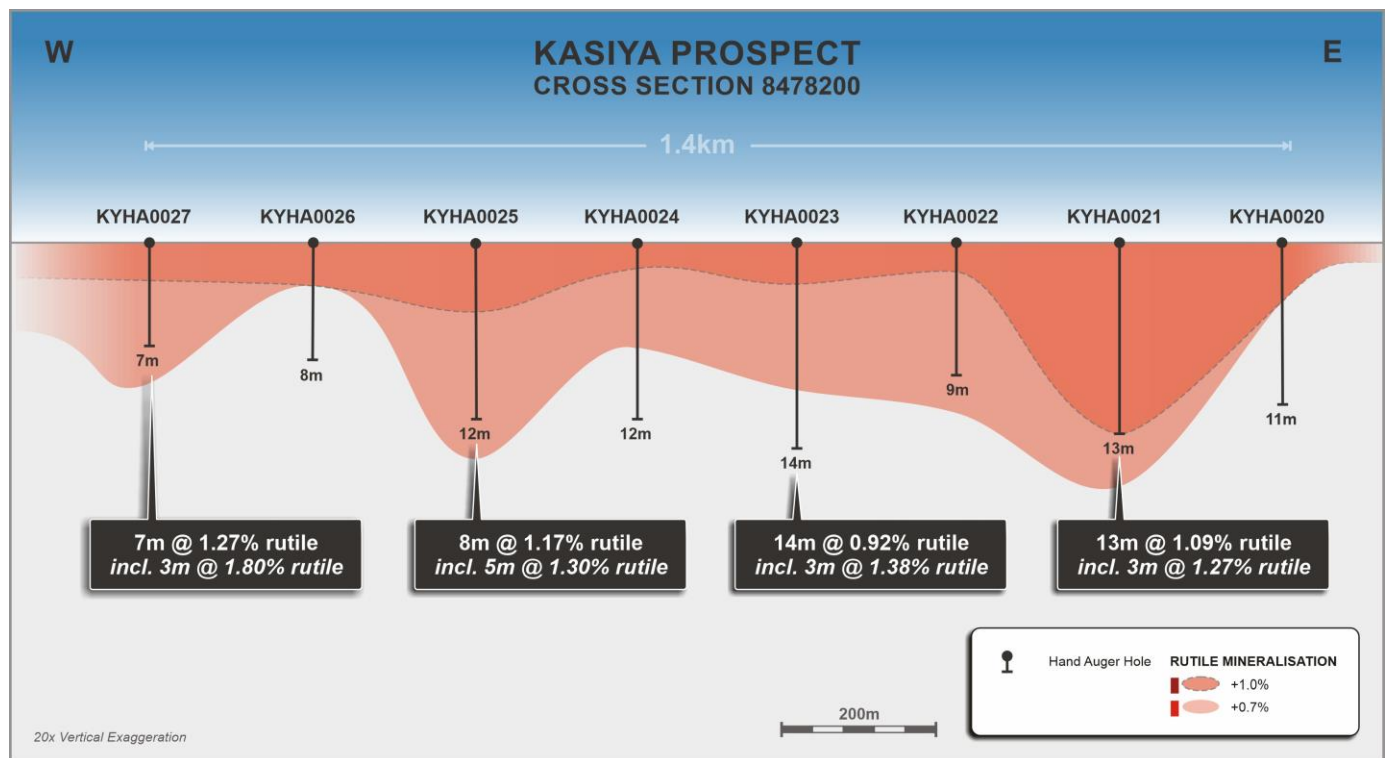 W
KASIYA PROSPECT
E
CROSS SECTION 8478200
1.4km
KYHA0027
KYHA0026
KYHA0025
KYHA0024
KYHA0023
KYHA0022
KYHA0021
KYHA0020
7m
8m
12m
12m
14m
9m
13m
11m
7m @ 1.27% rutile
incl. 3m @ 1.80% rutile
8m @ 1.17% rutile
incl. 5m @ 1.30% rutile
14m @ 0.92% rutile
incl. 3m @ 1.38% rutile
13m @ 1.09% rutile
incl. 3m @ 1.27% rutile
Hand Auger Hole
RUTILE MINERALISATION
+1.0%
+0.7%
200m
20x Vertical Exaggeration